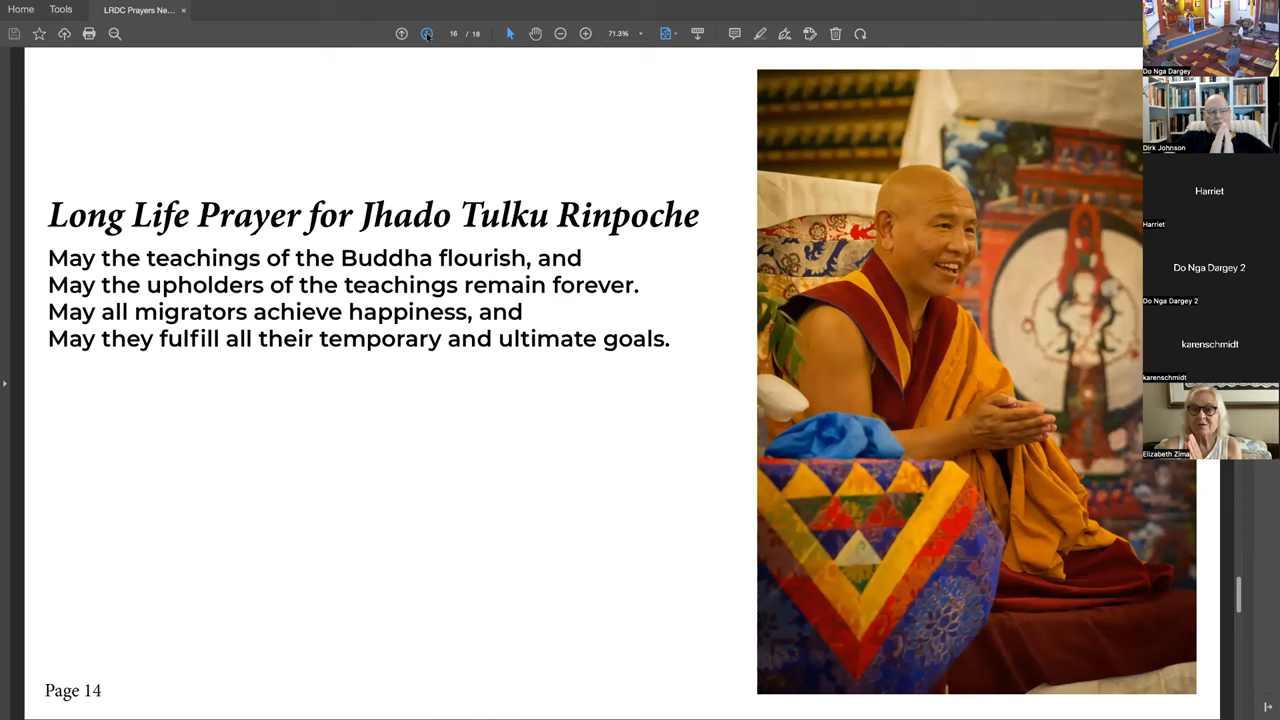 Home
Tools
LRDC Prayers Ne... ×
16 / 18
71.3%
Long Life Prayer for Jhado Tulku Rinpoche
May the teachings of the Buddha flourish, and
May the upholders of the teachings remain forever.
May all migrators achieve happiness, and
May they fulfill all their temporary and ultimate goals.
Page 14
Do Nga Dargey
Dirk Johnson
Harriet
Harriet
Do Nga Dargey 2
Do Nga Dargey 2
karenschmidt
karenschmidt
Elizabeth Zima